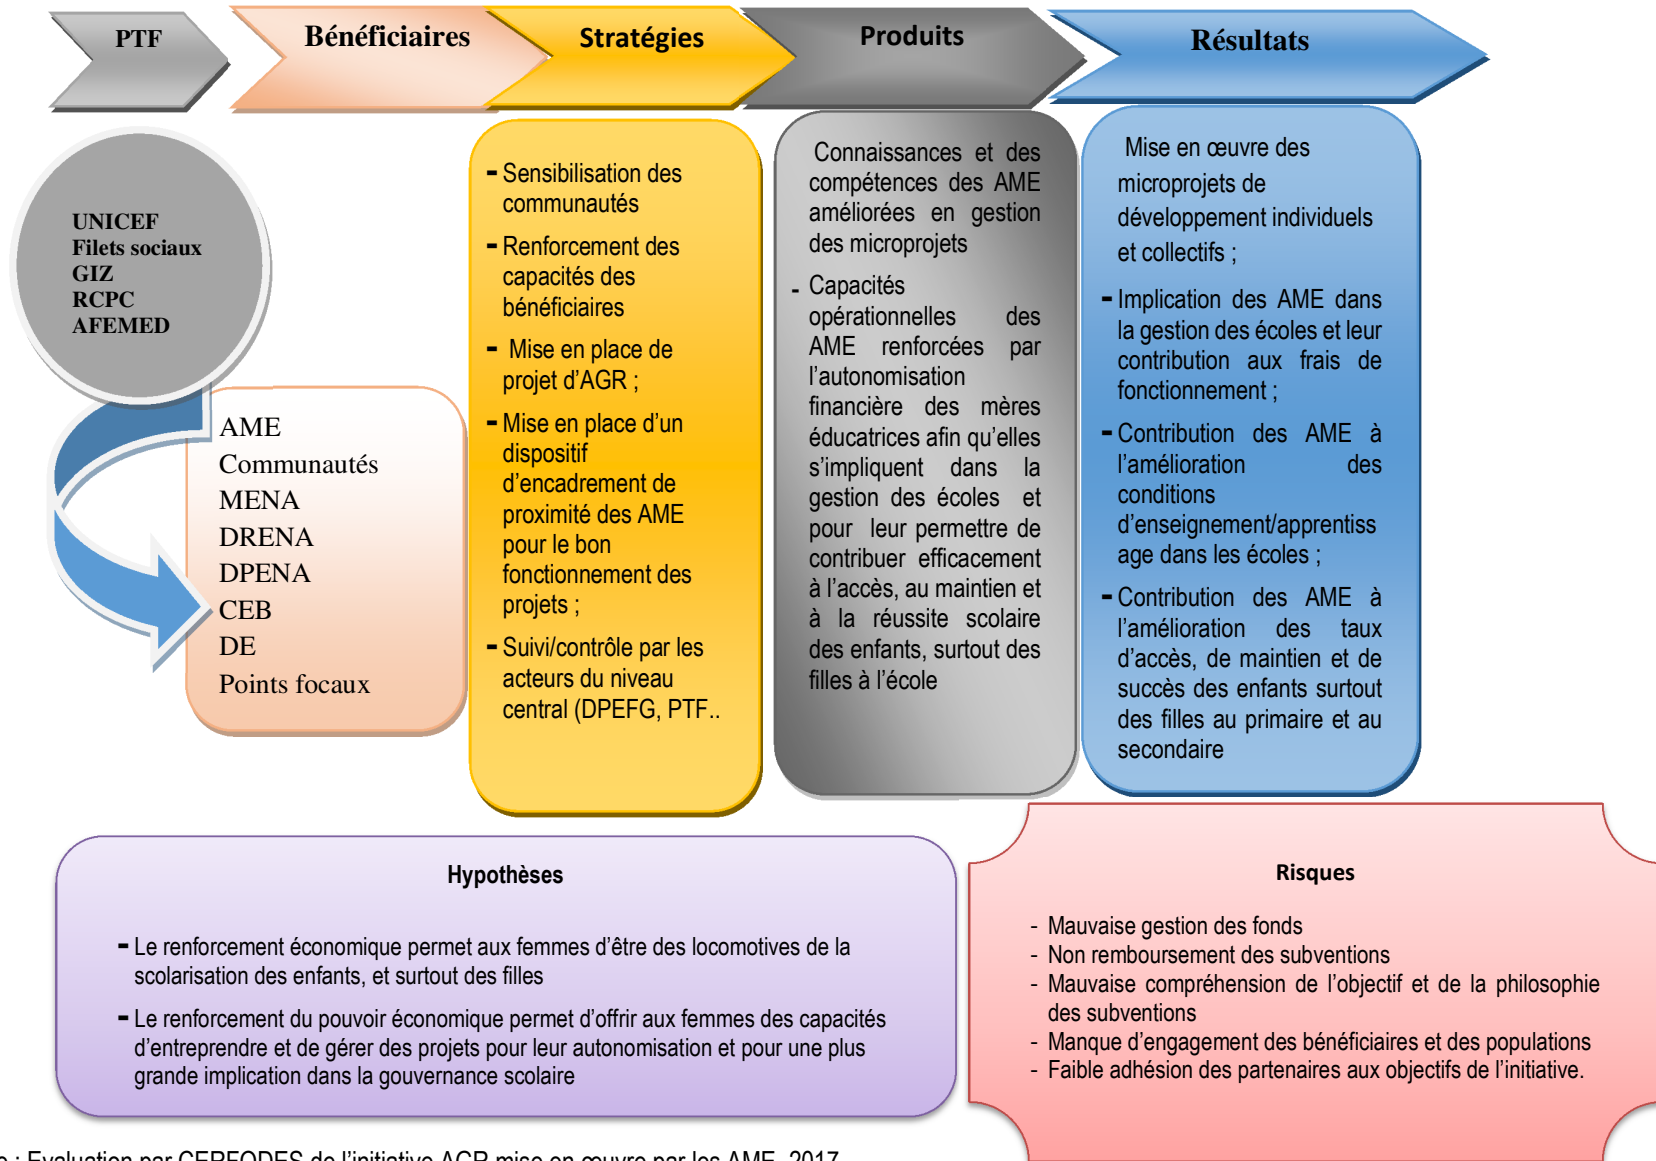 PTF
Bénéficiaires
Stratégies
Produits
Résultats
UNICEF
Filets sociaux
GIZ
RCPC
AFEMED
AME
Communautés
MENA
DRENA
DPENA
CEB
DE
Points focaux
- Sensibilisation des
communautés
- Renforcement des
capacités des
bénéficiaires
- Mise en place de
projet d’AGR ;
- Mise en place d’un
dispositif
d’encadrement de
proximité des AME
pour le bon
fonctionnement des
projets ;
- Suivi/contrôle par les
acteurs du niveau
central (DPEFG, PTF..
Connaissances et des
compétences des AME
améliorées en gestion
des microprojets
- Capacités
opérationnelles des
AME renforcées par
l’autonomisation
financière des mères
éducatrices afin qu’elles
s’impliquent dans la
gestion des écoles et
pour leur permettre de
contribuer efficacement
à l’accès, au maintien et
à la réussite scolaire
des enfants, surtout des
filles à l’école
Mise en œuvre des
microprojets de
développement individuels
et collectifs ;
- Implication des AME dans
la gestion des écoles et leur
contribution aux frais de
fonctionnement ;
- Contribution des AME à
l’amélioration des
conditions
d’enseignement/apprentiss
age dans les écoles ;
- Contribution des AME à
l’amélioration des taux
d’accès, de maintien et de
succès des enfants surtout
des filles au primaire et au
secondaire
Hypothèses
- Le renforcement économique permet aux femmes d’être des locomotives de la
scolarisation des enfants, et surtout des filles
- Le renforcement du pouvoir économique permet d’offrir aux femmes des capacités
d’entreprendre et de gérer des projets pour leur autonomisation et pour une plus
grande implication dans la gouvernance scolaire
Risques
- Mauvaise gestion des fonds
- Non remboursement des subventions
- Mauvaise compréhension de l’objectif et de la philosophie
des subventions
- Manque d’engagement des bénéficiaires et des populations
- Faible adhésion des partenaires aux objectifs de l’initiative.
: Evaluation par CERFODES de l’initiative AGR mise en œuvre par les AME, 2017